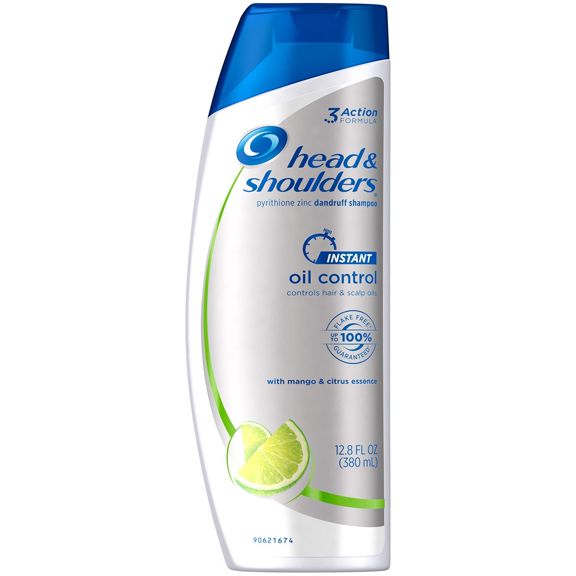 3 Action
FORMULA
head &
shoulders®
pyrithione zinc dandruff shampoo
INSTANT
oil control
controls hair & scalp oils
FLAKE FREE*
UP TO 100%
GUARANTEED
with mango & citrus essence
12.8 FL OZ
(380 mL)
90621674